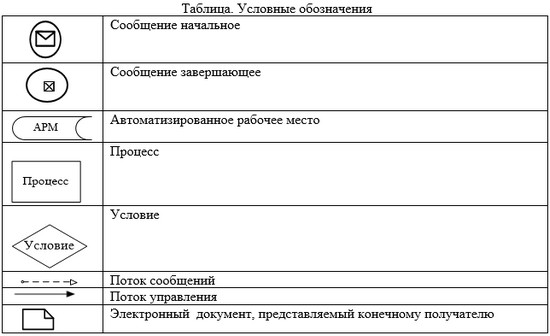 Таблица. Условные обозначения
Сообщение начальное
Сообщение завершающее
АРМ
Автоматизированное рабочее место
Процесс
Процесс
Условие
Условие
Поток сообщений
Поток управления
Электронный документ, представляемый конечному получателю